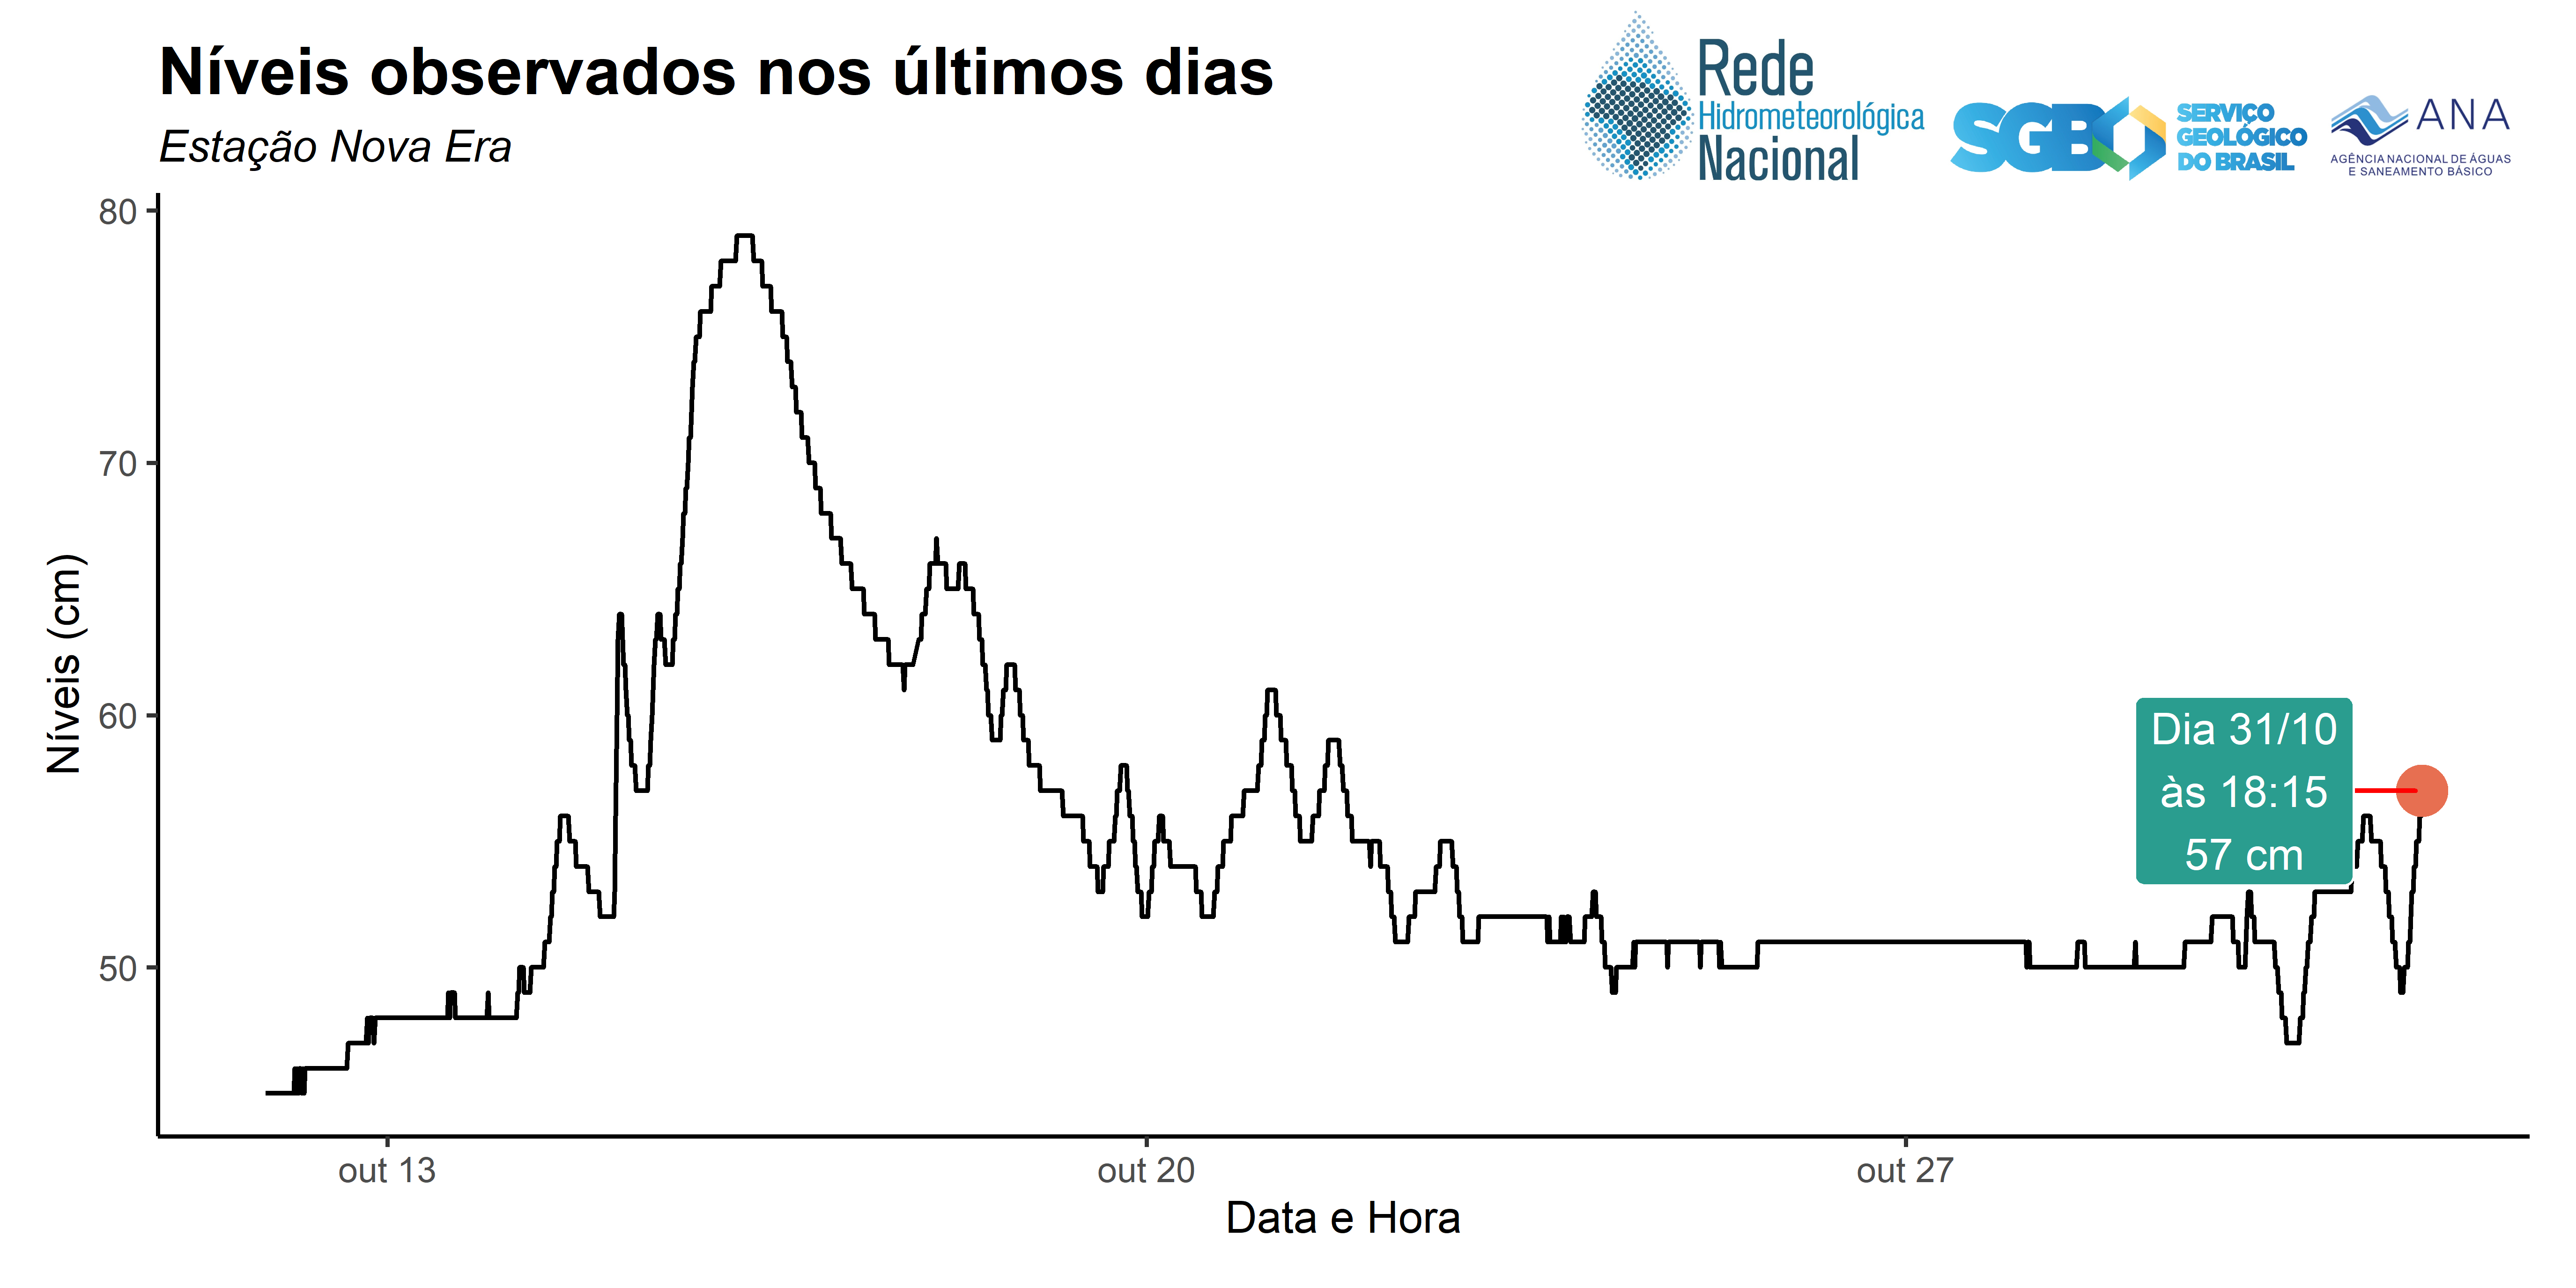 Níveis observados nos últimos dias
Estação Nova Era
Rede
Hidrometeorológica
Nacional
SGB
SERVIÇO
GEOLÓGICO
DO BRASIL
ANA
AGÊNCIA NACIONAL DE ÁGUAS
E SANEAMENTO BÁSICO
80
70
60
50
Níveis (cm)
Dia 31/10
às 18:15
57 cm
out 13
out 20
out 27
Data e Hora